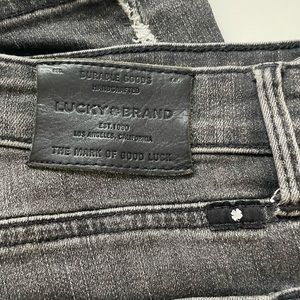 DURABLE GOODS
HANDCRAFTED
LUCKY BRAND
EST. 1990
LOS ANGELES, CALIFORNIA
THE MARK OF GOOD LUCK